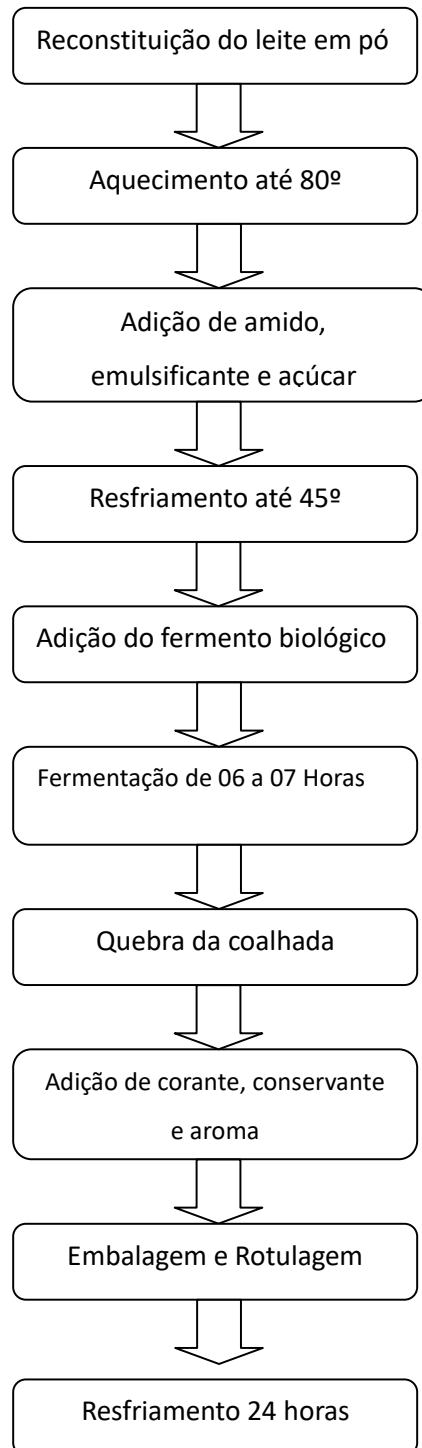 Reconstituição do leite em pó
Aquecimento até 80º
Adição de amido,
emulsificante e açúcar
Resfriamento até 45º
Adição do fermento biológico
Fermentação de 06 a 07 Horas
Quebra da coalhada
Adição de corante, conservante
e aroma
Embalagem e Rotulagem
Resfriamento 24 horas